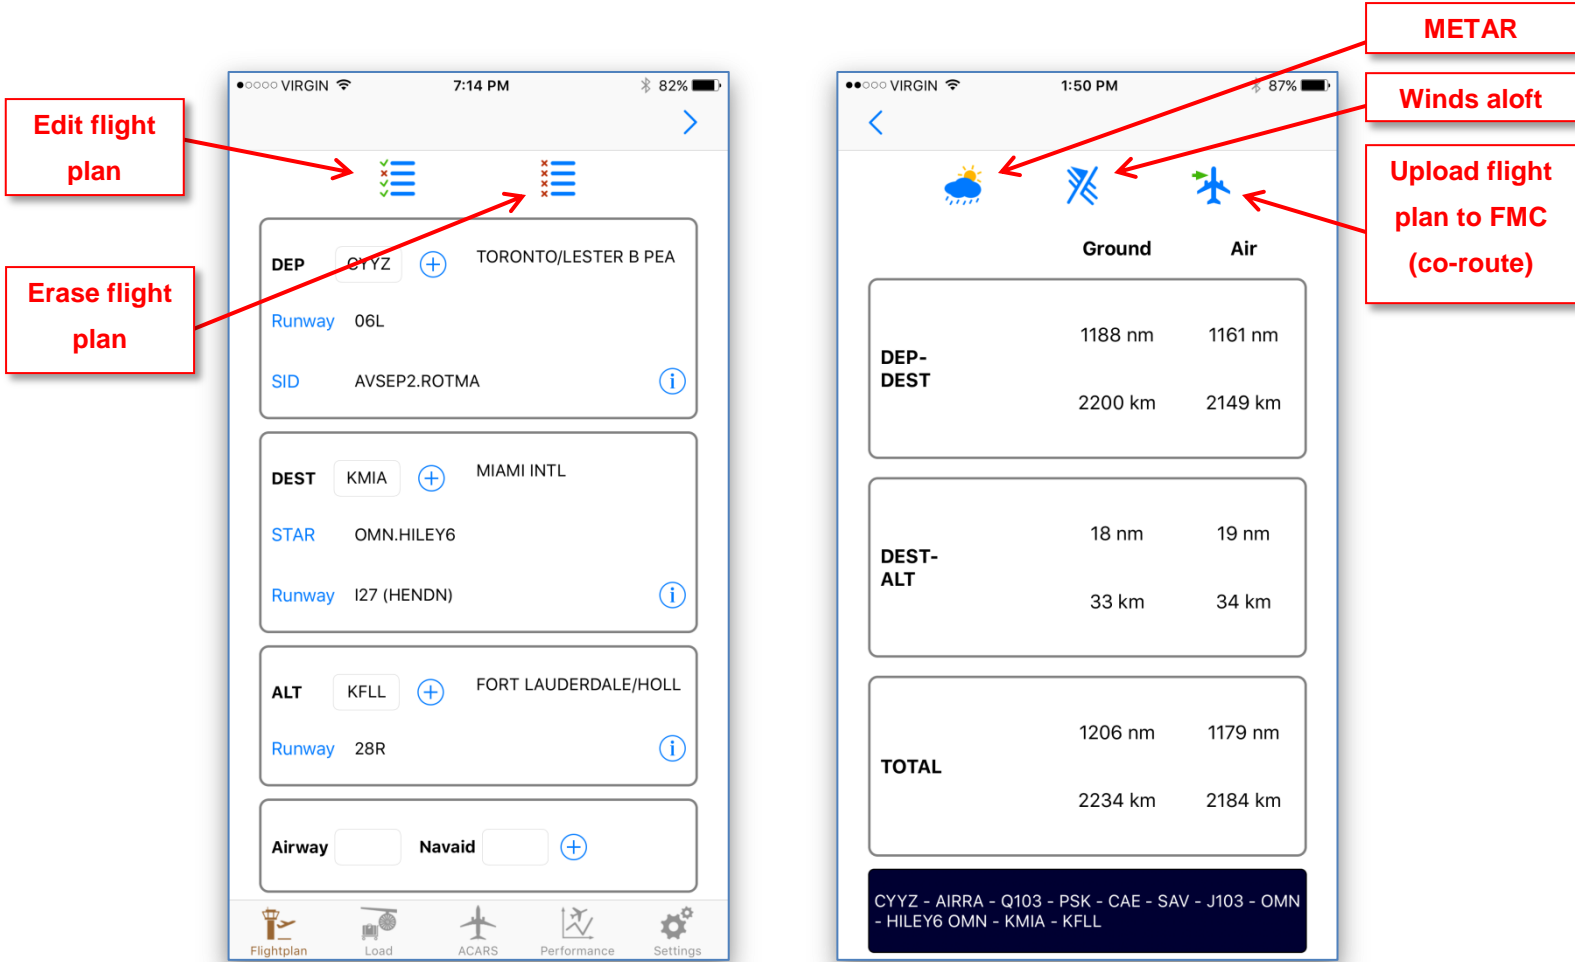 METAR
Winds aloft
Upload flight
plan to FMC
(co-route)
Edit flight
plan
Erase flight
plan
VIRGIN 7:14 PM 82%
DEP CYYZ TORONTO/LESTER B PEA
Runway 06L
SID AVSEP2.ROTMA
DEST KMIA MIAMI INTL
STAR OMN.HILEY6
Runway I27 (HENDN)
ALT KFLL FORT LAUDERDALE/HOLL
Runway 28R
Airway Navaid
Flightplan Load ACARS Performance Settings
VIRGIN 1:50 PM 87%
Ground Air
1188 nm 1161 nm
DEP-
DEST
2200 km 2149 km
18 nm 19 nm
DEST-
ALT
33 km 34 km
1206 nm 1179 nm
TOTAL
2234 km 2184 km
CYYZ - AIRRA - Q103 - PSK - CAE - SAV - J103 - OMN
- HILEY6 OMN - KMIA - KFLL